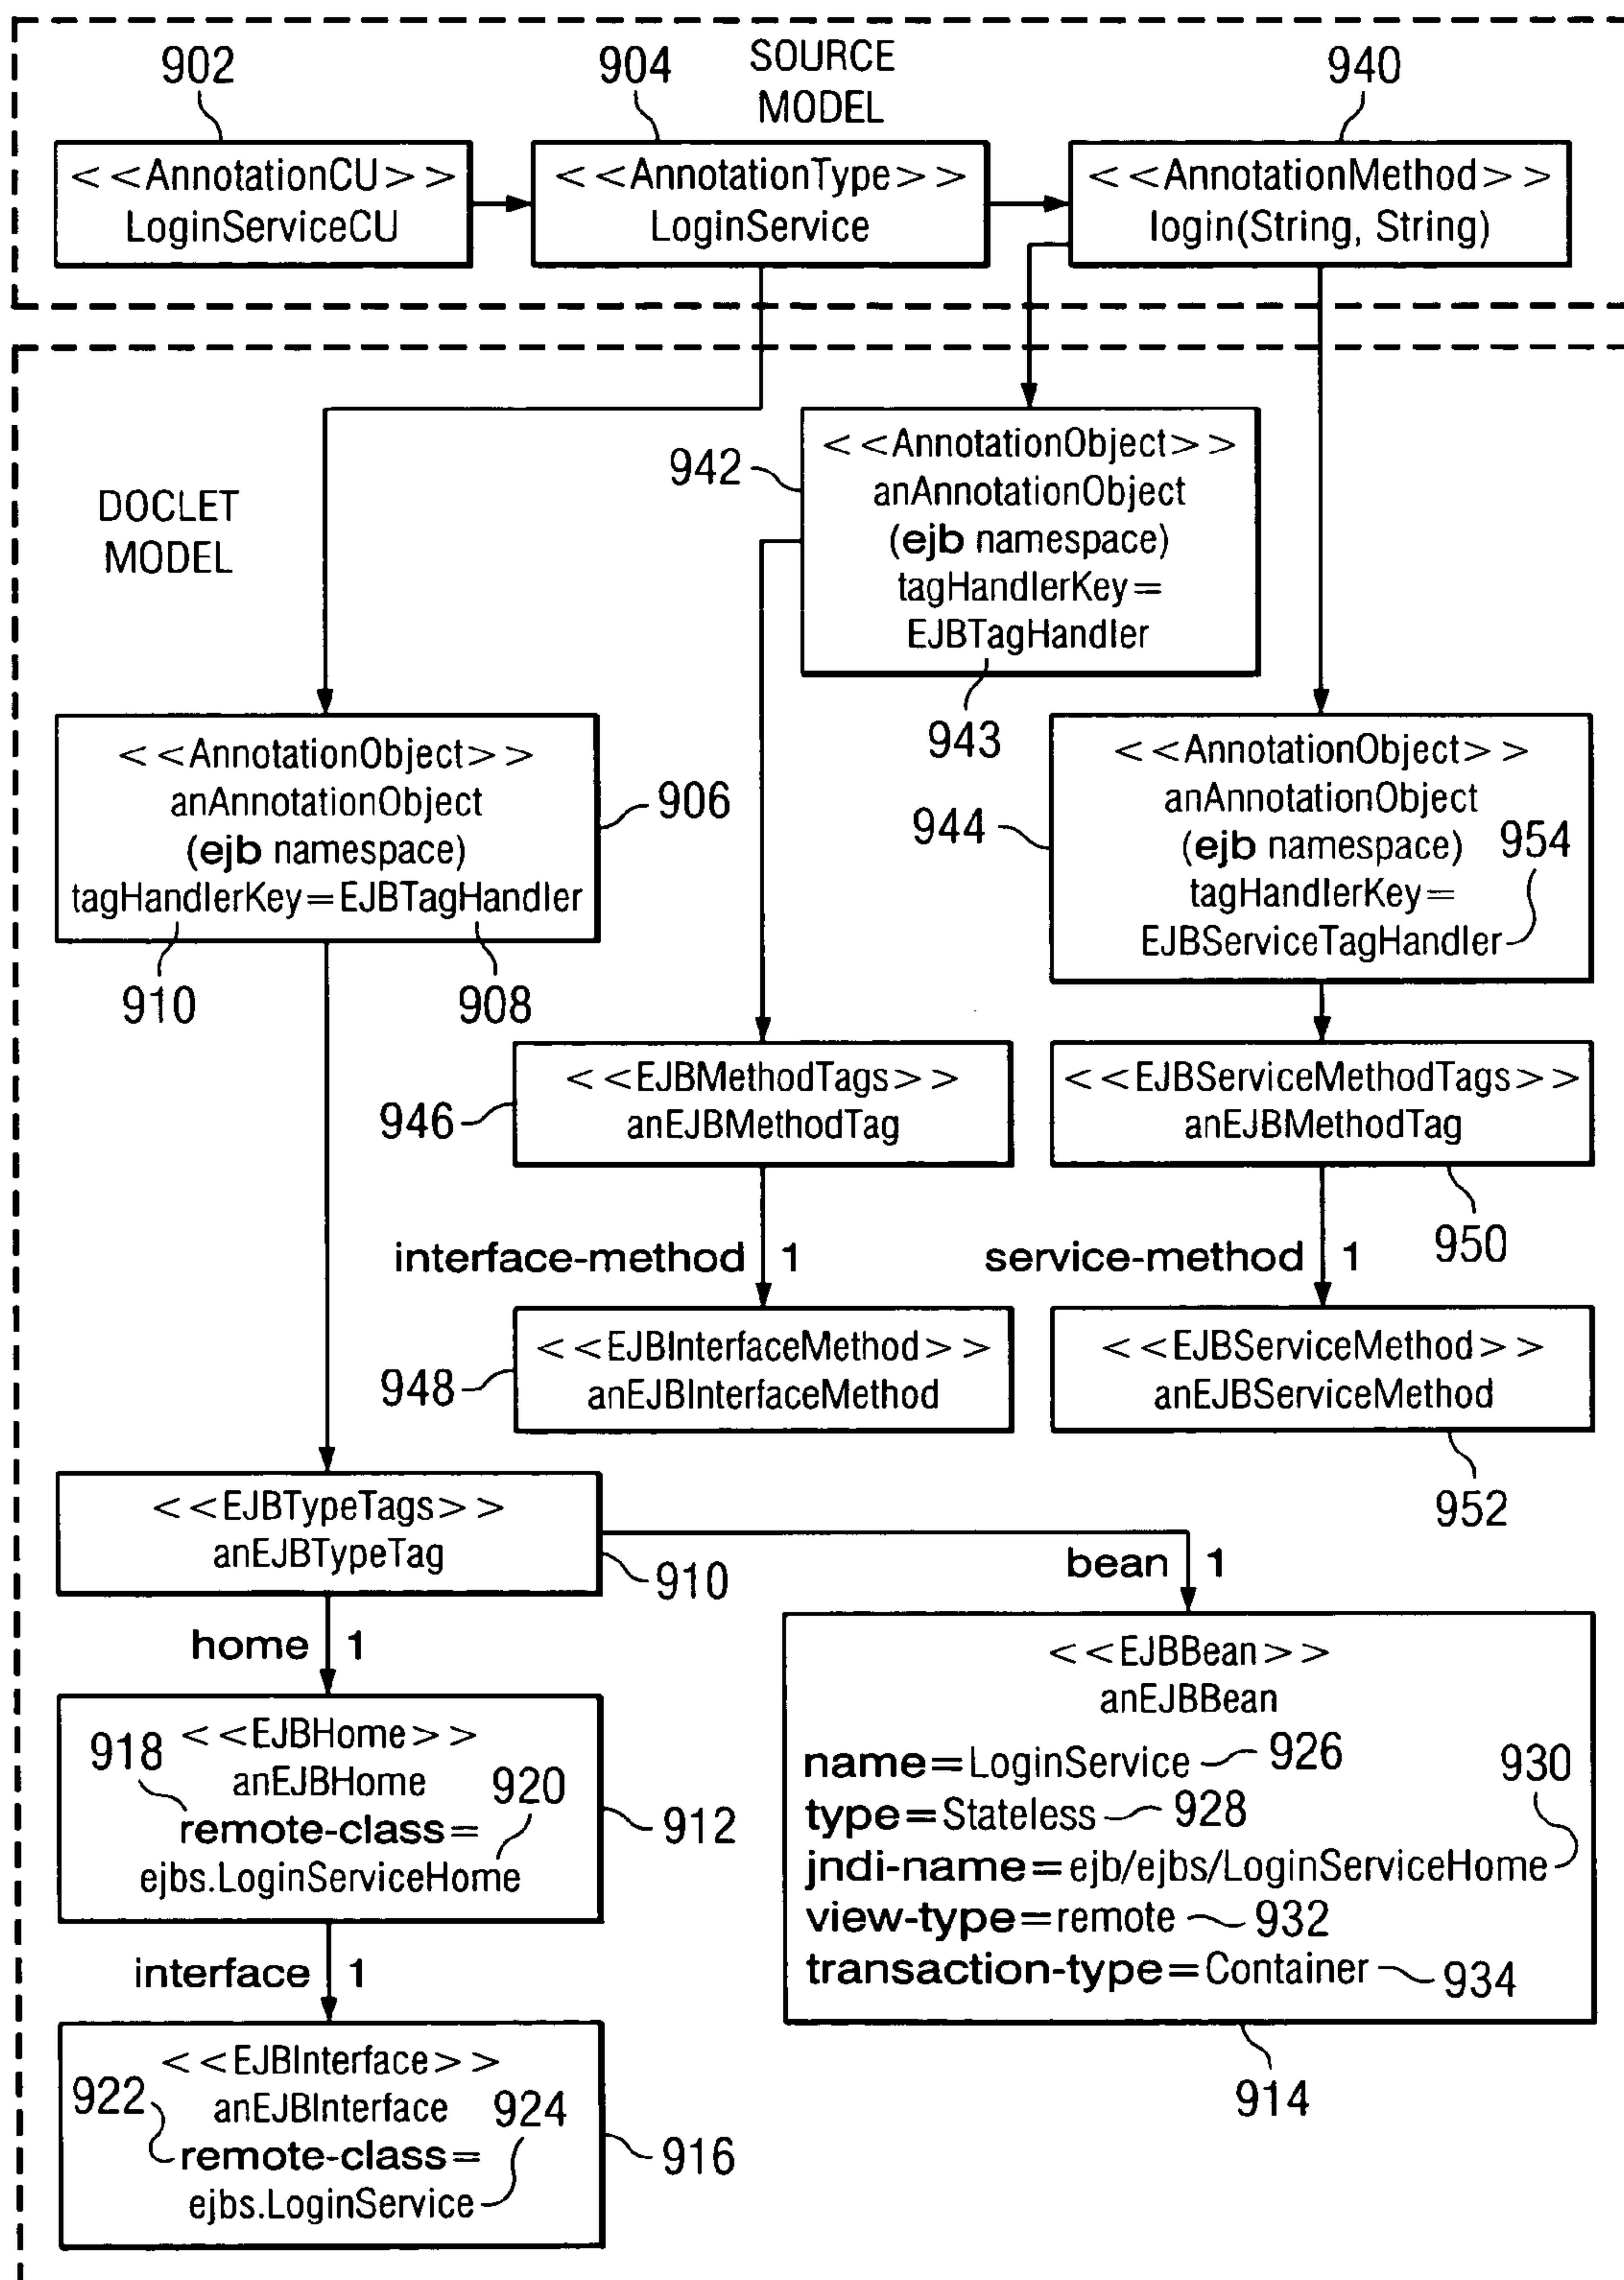 902
904
SOURCE
MODEL
940
<<AnnotationCU>>
LoginServiceCU
<<AnnotationType>>
LoginService
<<AnnotationMethod>>
login(String, String)
DOCLET
MODEL
942
<<AnnotationObject>>
anAnnotationObject
(ejb namespace)
tagHandlerKey=
EJBTagHandler
943
<<AnnotationObject>>
anAnnotationObject
(ejb namespace)
tagHandlerKey=EJBTagHandler
906
910
908
944
<<AnnotationObject>>
anAnnotationObject
(ejb namespace)
954
tagHandlerKey=
EJBServiceTagHandler
946
<<EJBMethodTags>>
anEJBMethodTag
<<EJBServiceMethodTags>>
anEJBMethodTag
950
interface-method 1
service-method 1
948
<<EJBInterfaceMethod>>
anEJBInterfaceMethod
<<EJBServiceMethod>>
anEJBServiceMethod
952
<<EJBTypeTags>>
anEJBTypeTag
910
bean 1
home 1
918
<<EJBHome>>
anEJBHome
920
remote-class=
ejbs.LoginServiceHome
912
<<EJBBean>>
anEJBBean
name=LoginService 926
930
type=Stateless 928
jndi-name=ejb/ejbs/LoginServiceHome
view-type=remote 932
transaction-type=Container 934
914
interface 1
<<EJBInterface>>
922
anEJBInterface
924
remote-class=
ejbs.LoginService
916